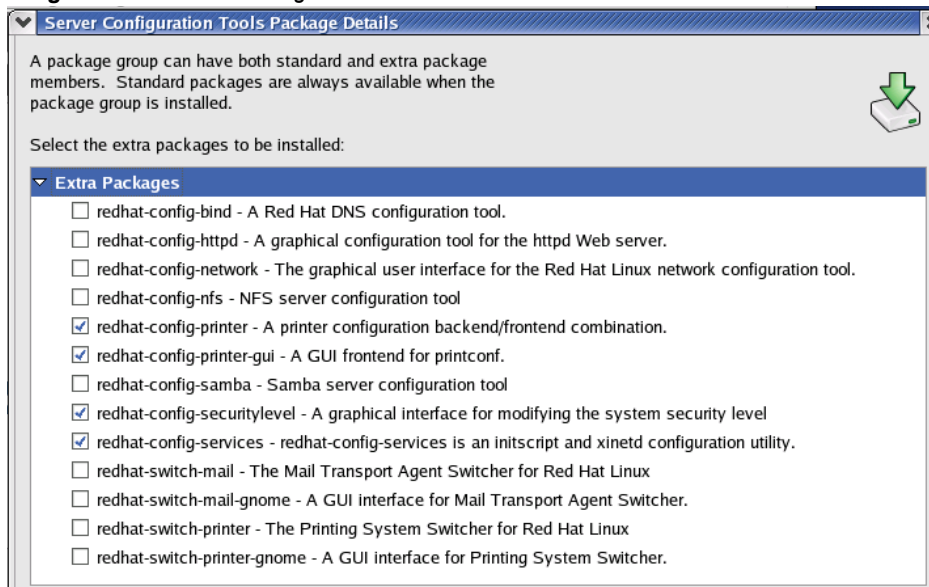 Server Configuration Tools Package Details
A package group can have both standard and extra package
members. Standard packages are always available when the
package group is installed.
Select the extra packages to be installed:
Extra Packages
redhat-config-bind - A Red Hat DNS configuration tool.
redhat-config-httpd - A graphical configuration tool for the httpd Web server.
redhat-config-network - The graphical user interface for the Red Hat Linux network configuration tool.
redhat-config-nfs - NFS server configuration tool
redhat-config-printer - A printer configuration backend/frontend combination.
redhat-config-printer-gui - A GUI frontend for printconf.
redhat-config-samba - Samba server configuration tool
redhat-config-securitylevel - A graphical interface for modifying the system security level
redhat-config-services - redhat-config-services is an initscript and xinetd configuration utility.
redhat-switch-mail - The Mail Transport Agent Switcher for Red Hat Linux
redhat-switch-mail-gnome - A GUI interface for Mail Transport Agent Switcher.
redhat-switch-printer - The Printing System Switcher for Red Hat Linux
redhat-switch-printer-gnome - A GUI interface for Printing System Switcher.